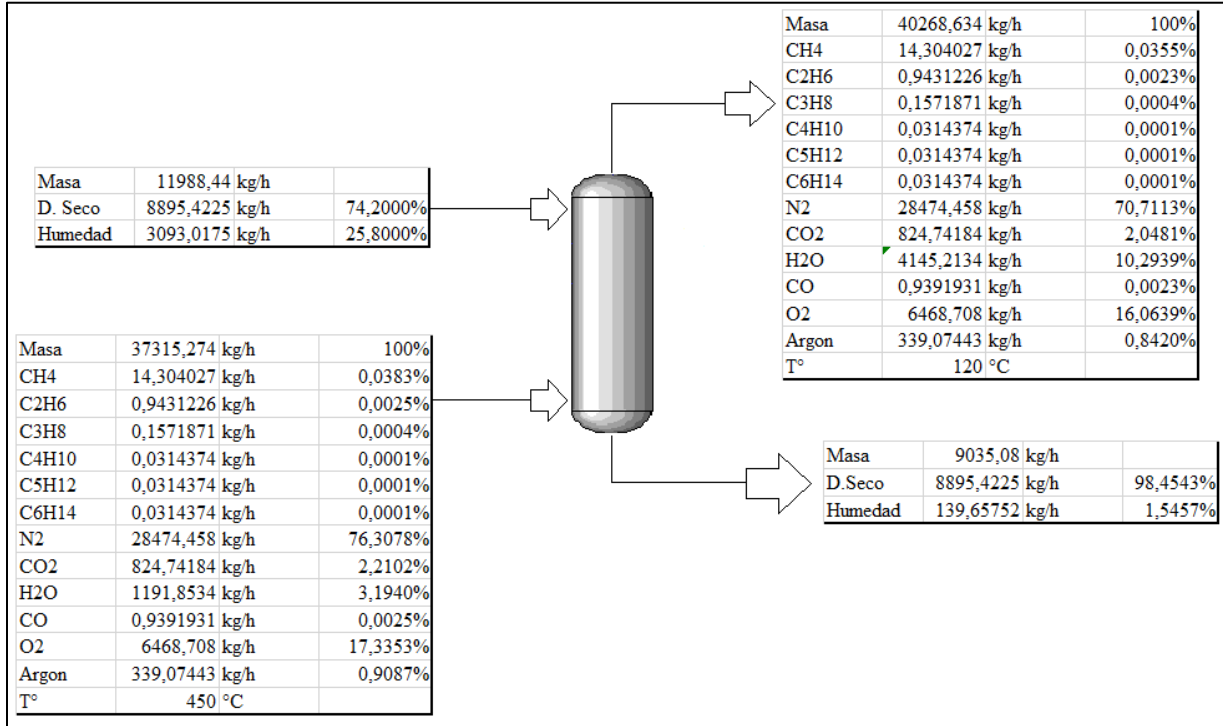 Masa 40268,634 kg/h 100%
CH4 14,304027 kg/h 0,0355%
C2H6 0,9431226 kg/h 0,0023%
C3H8 0,1571871 kg/h 0,0004%
C4H10 0,0314374 kg/h 0,0001%
C5H12 0,0314374 kg/h 0,0001%
C6H14 0,0314374 kg/h 0,0001%
N2 28474,458 kg/h 70,7113%
CO2 824,74184 kg/h 2,0481%
H2O 4145,2134 kg/h 10,2939%
CO 0,9391931 kg/h 0,0023%
O2 6468,708 kg/h 16,0639%
Argon 339,07443 kg/h 0,8420%
T° 120 °C
Masa 11988,44 kg/h
D. Seco 8895,4225 kg/h 74,2000%
Humedad 3093,0175 kg/h 25,8000%
Masa 37315,274 kg/h 100%
CH4 14,304027 kg/h 0,0383%
C2H6 0,9431226 kg/h 0,0025%
C3H8 0,1571871 kg/h 0,0004%
C4H10 0,0314374 kg/h 0,0001%
C5H12 0,0314374 kg/h 0,0001%
C6H14 0,0314374 kg/h 0,0001%
N2 28474,458 kg/h 76,3078%
CO2 824,74184 kg/h 2,2102%
H2O 1191,8534 kg/h 3,1940%
CO 0,9391931 kg/h 0,0025%
O2 6468,708 kg/h 17,3353%
Argon 339,07443 kg/h 0,9087%
T° 450 °C
Masa 9035,08 kg/h
D.Seco 8895,4225 kg/h 98,4543%
Humedad 139,65752 kg/h 1,5457%